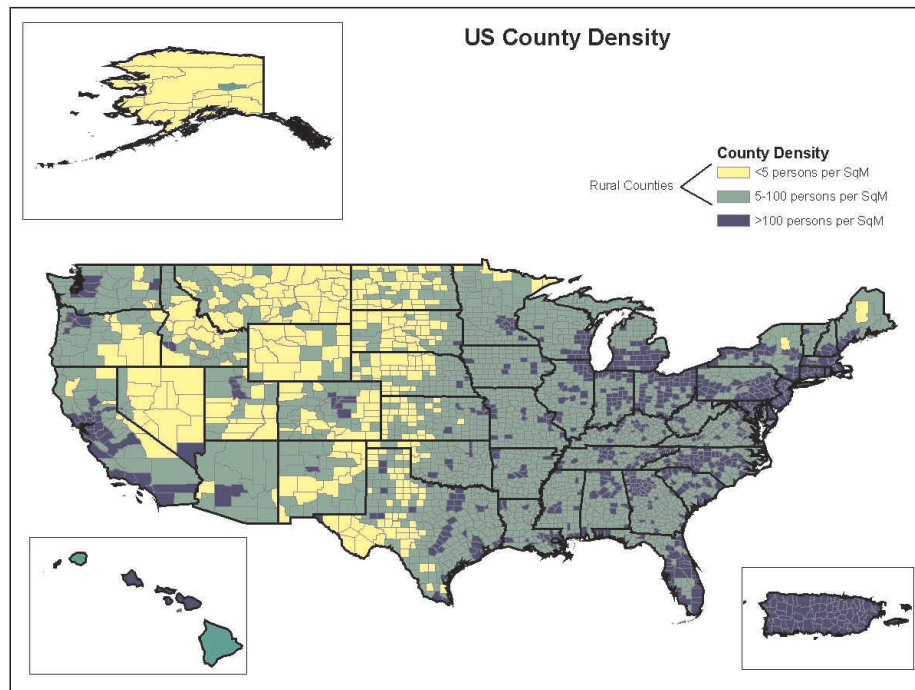 US County Density
County Density
Rural Counties
<5 persons per SqM
5-100 persons per SqM
>100 persons per SqM